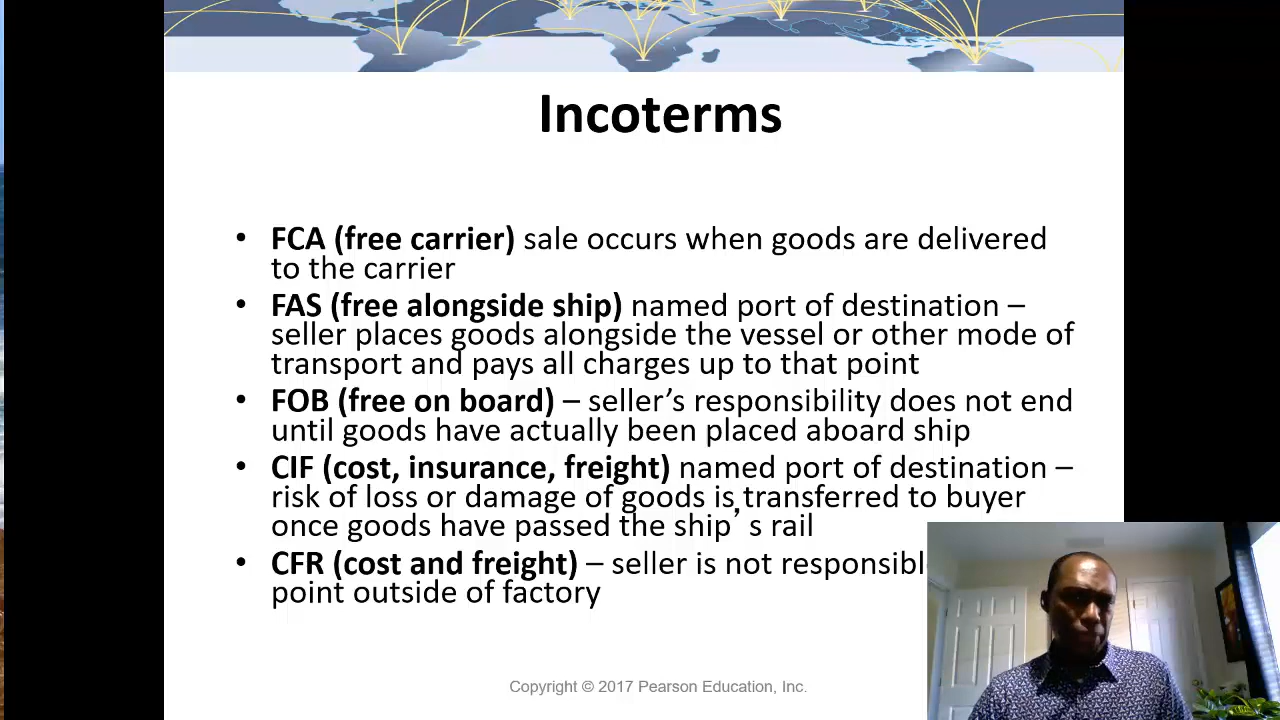 Incoterms
• FCA (free carrier) sale occurs when goods are delivered
to the carrier
• FAS (free alongside ship) named port of destination –
seller places goods alongside the vessel or other mode of
transport and pays all charges up to that point
• FOB (free on board) – seller’s responsibility does not end
until goods have actually been placed aboard ship
• CIF (cost, insurance, freight) named port of destination –
risk of loss or damage of goods is transferred to buyer
once goods have passed the ship’ s rail
• CFR (cost and freight) – seller is not
point outside of factory
Copyright © 2017 Pearson Education, Inc.